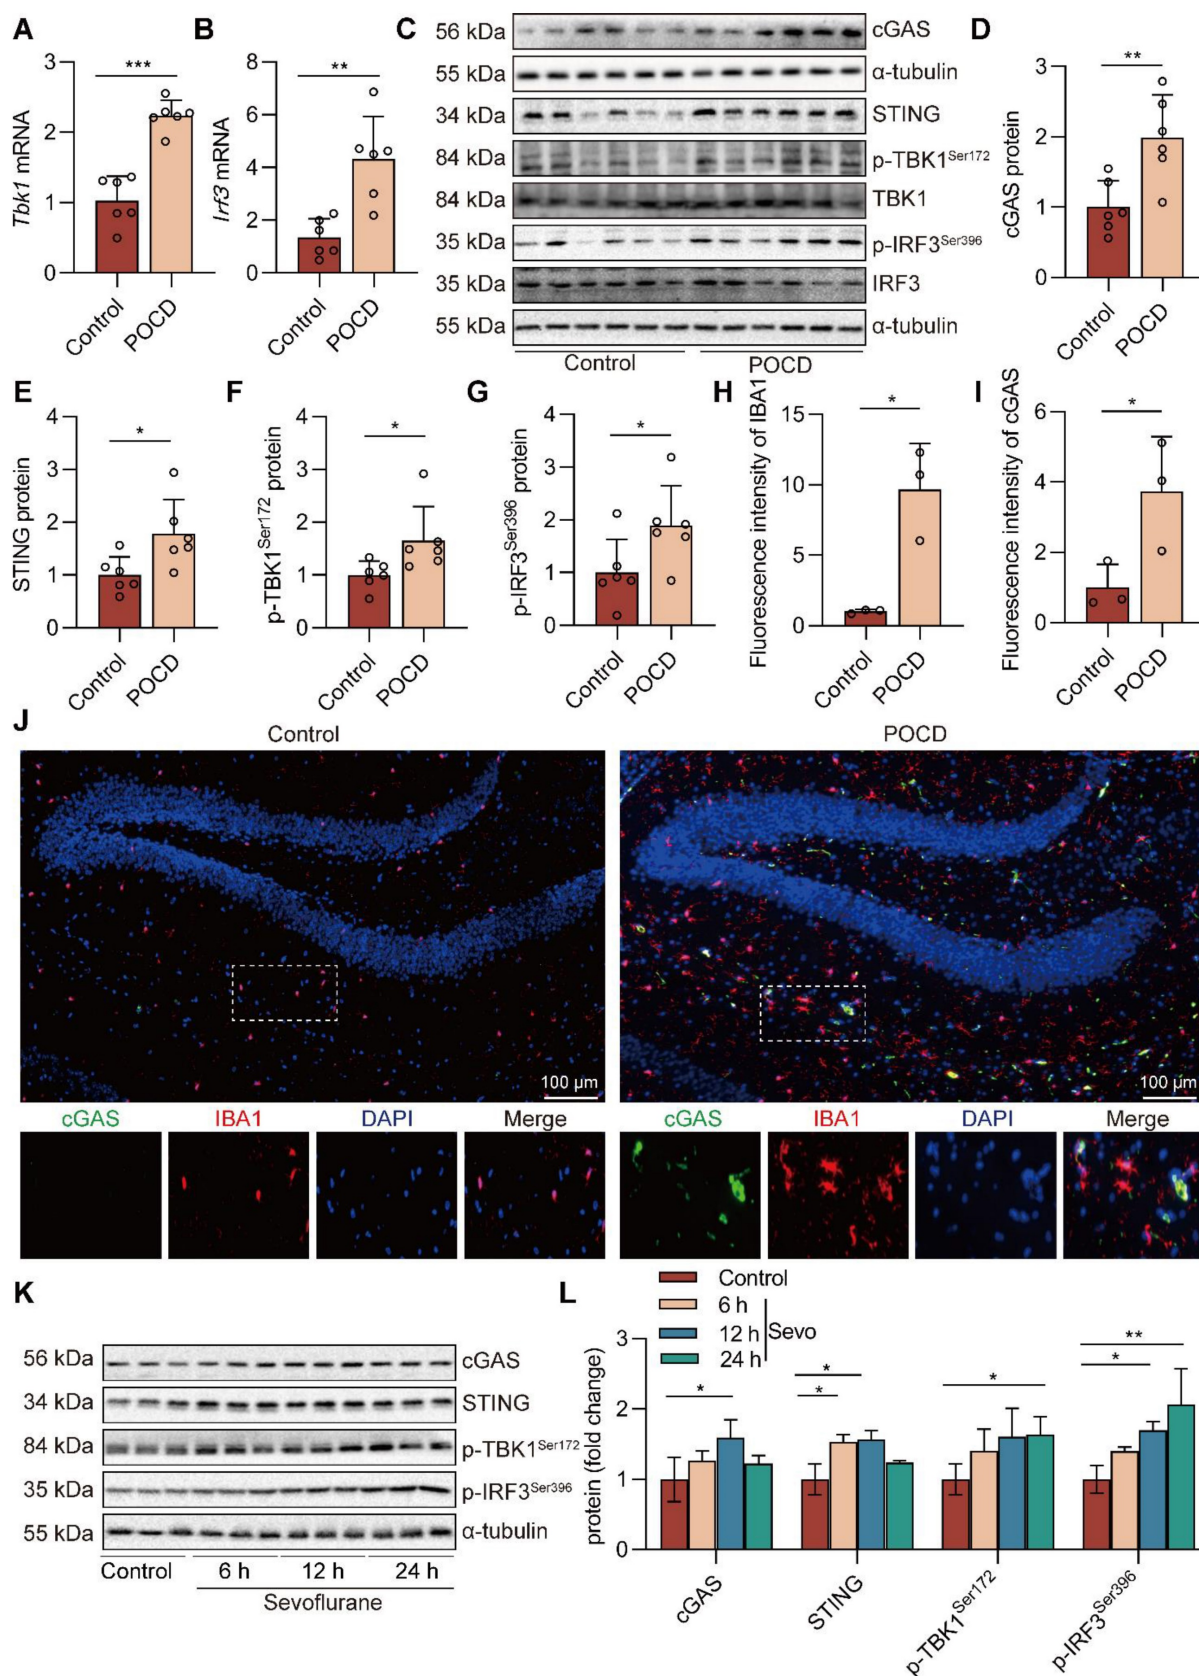 A
Tbk1 mRNA
3
2
1
0
***
Control
POCD
B
Irf3 mRNA
8
6
4
2
0
**
Control
POCD
C
56 kDa
cGAS
55 kDa
α-tubulin
34 kDa
STING
84 kDa
p-TBK1Ser172
84 kDa
TBK1
35 kDa
p-IRF3Ser396
35 kDa
IRF3
55 kDa
α-tubulin
Control
POCD
D
cGAS protein
3
2
1
0
**
Control
POCD
E
STING protein
4
3
2
1
0
*
Control
POCD
F
p-TBK1Ser172 protein
4
3
2
1
0
*
Control
POCD
G
p-IRF3Ser396 protein
4
3
2
1
0
*
Control
POCD
H
Fluorescence intensity of IBA1
15
10
5
0
*
Control
POCD
I
Fluorescence intensity of cGAS
6
4
2
0
*
Control
POCD
J
Control
POCD
100 μm
100 μm
cGAS
IBA1
DAPI
Merge
cGAS
IBA1
DAPI
Merge
K
56 kDa
cGAS
34 kDa
STING
84 kDa
p-TBK1Ser172
35 kDa
p-IRF3Ser396
55 kDa
α-tubulin
Control
6 h
12 h
24 h
Sevoflurane
L
Control
6 h
12 h
24 h
Sevo
protein (fold change)
3
2
1
0
*
*
*
*
*
**
cGAS
STING
p-TBK1Ser172
p-IRF3Ser396